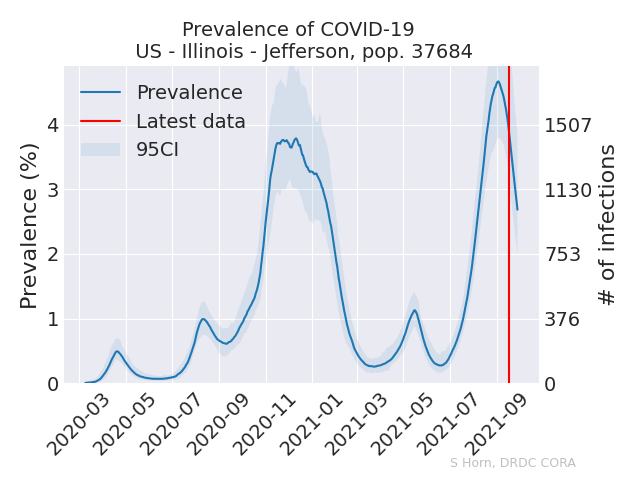 Prevalence of COVID-19
US - Illinois - Jefferson, pop. 37684
Prevalence
Latest data
95CI
Prevalence (%)
4
3
2
1
0
1507
1130
753
376
0
# of infections
2020-03
2020-05
2020-07
2020-09
2020-11
2021-01
2021-03
2021-05
2021-07
2021-09
S Horn, DRDC CORA